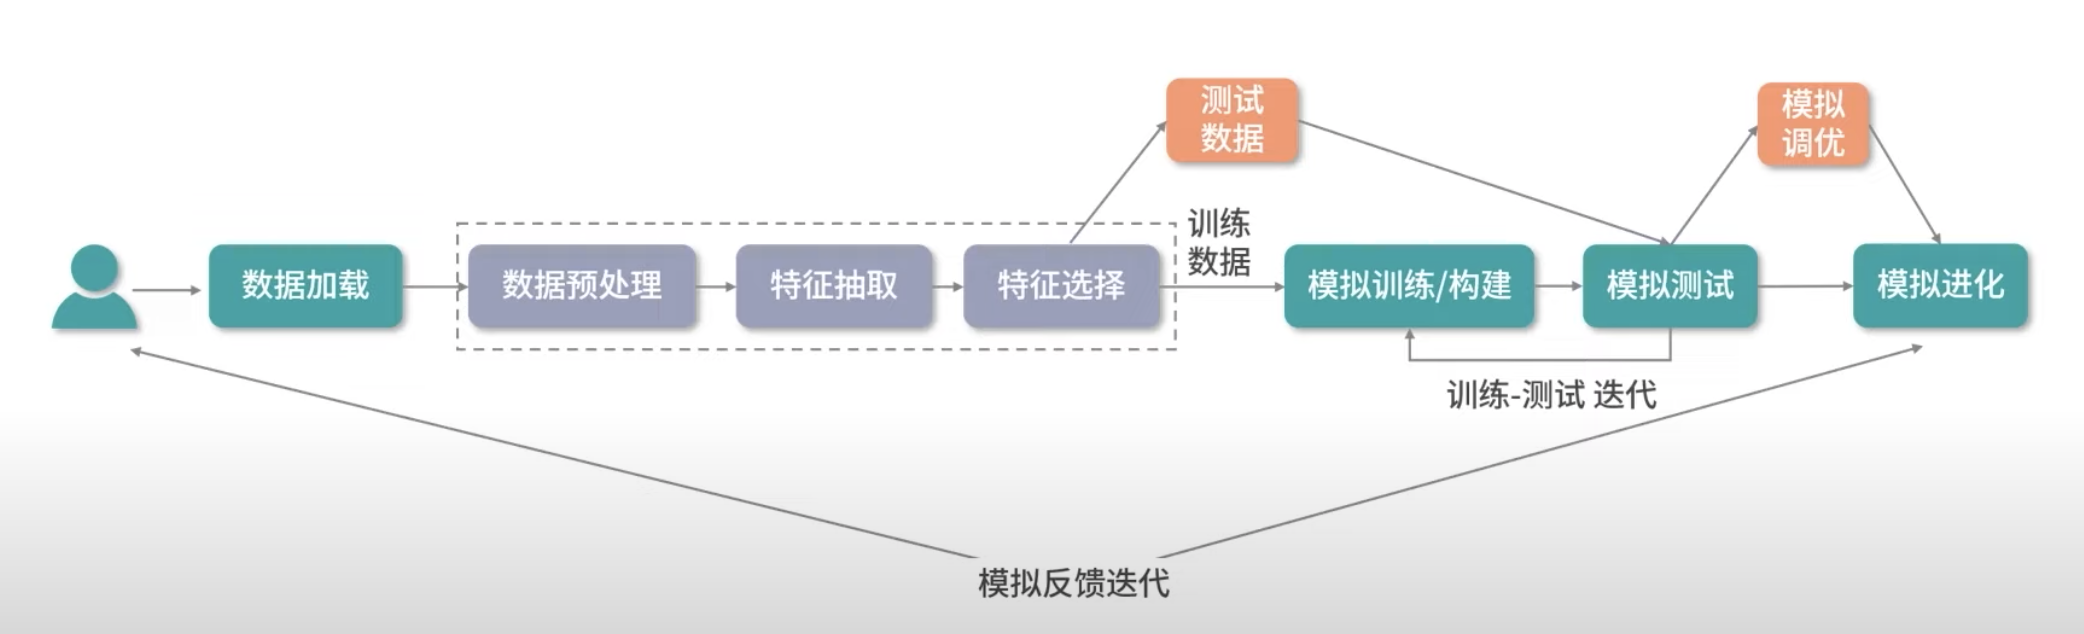 测试
数据
模拟
调优
训练
数据
数据加载
数据预处理
特征抽取
特征选择
模拟训练/构建
模拟测试
模拟进化
训练-测试 迭代
模拟反馈迭代